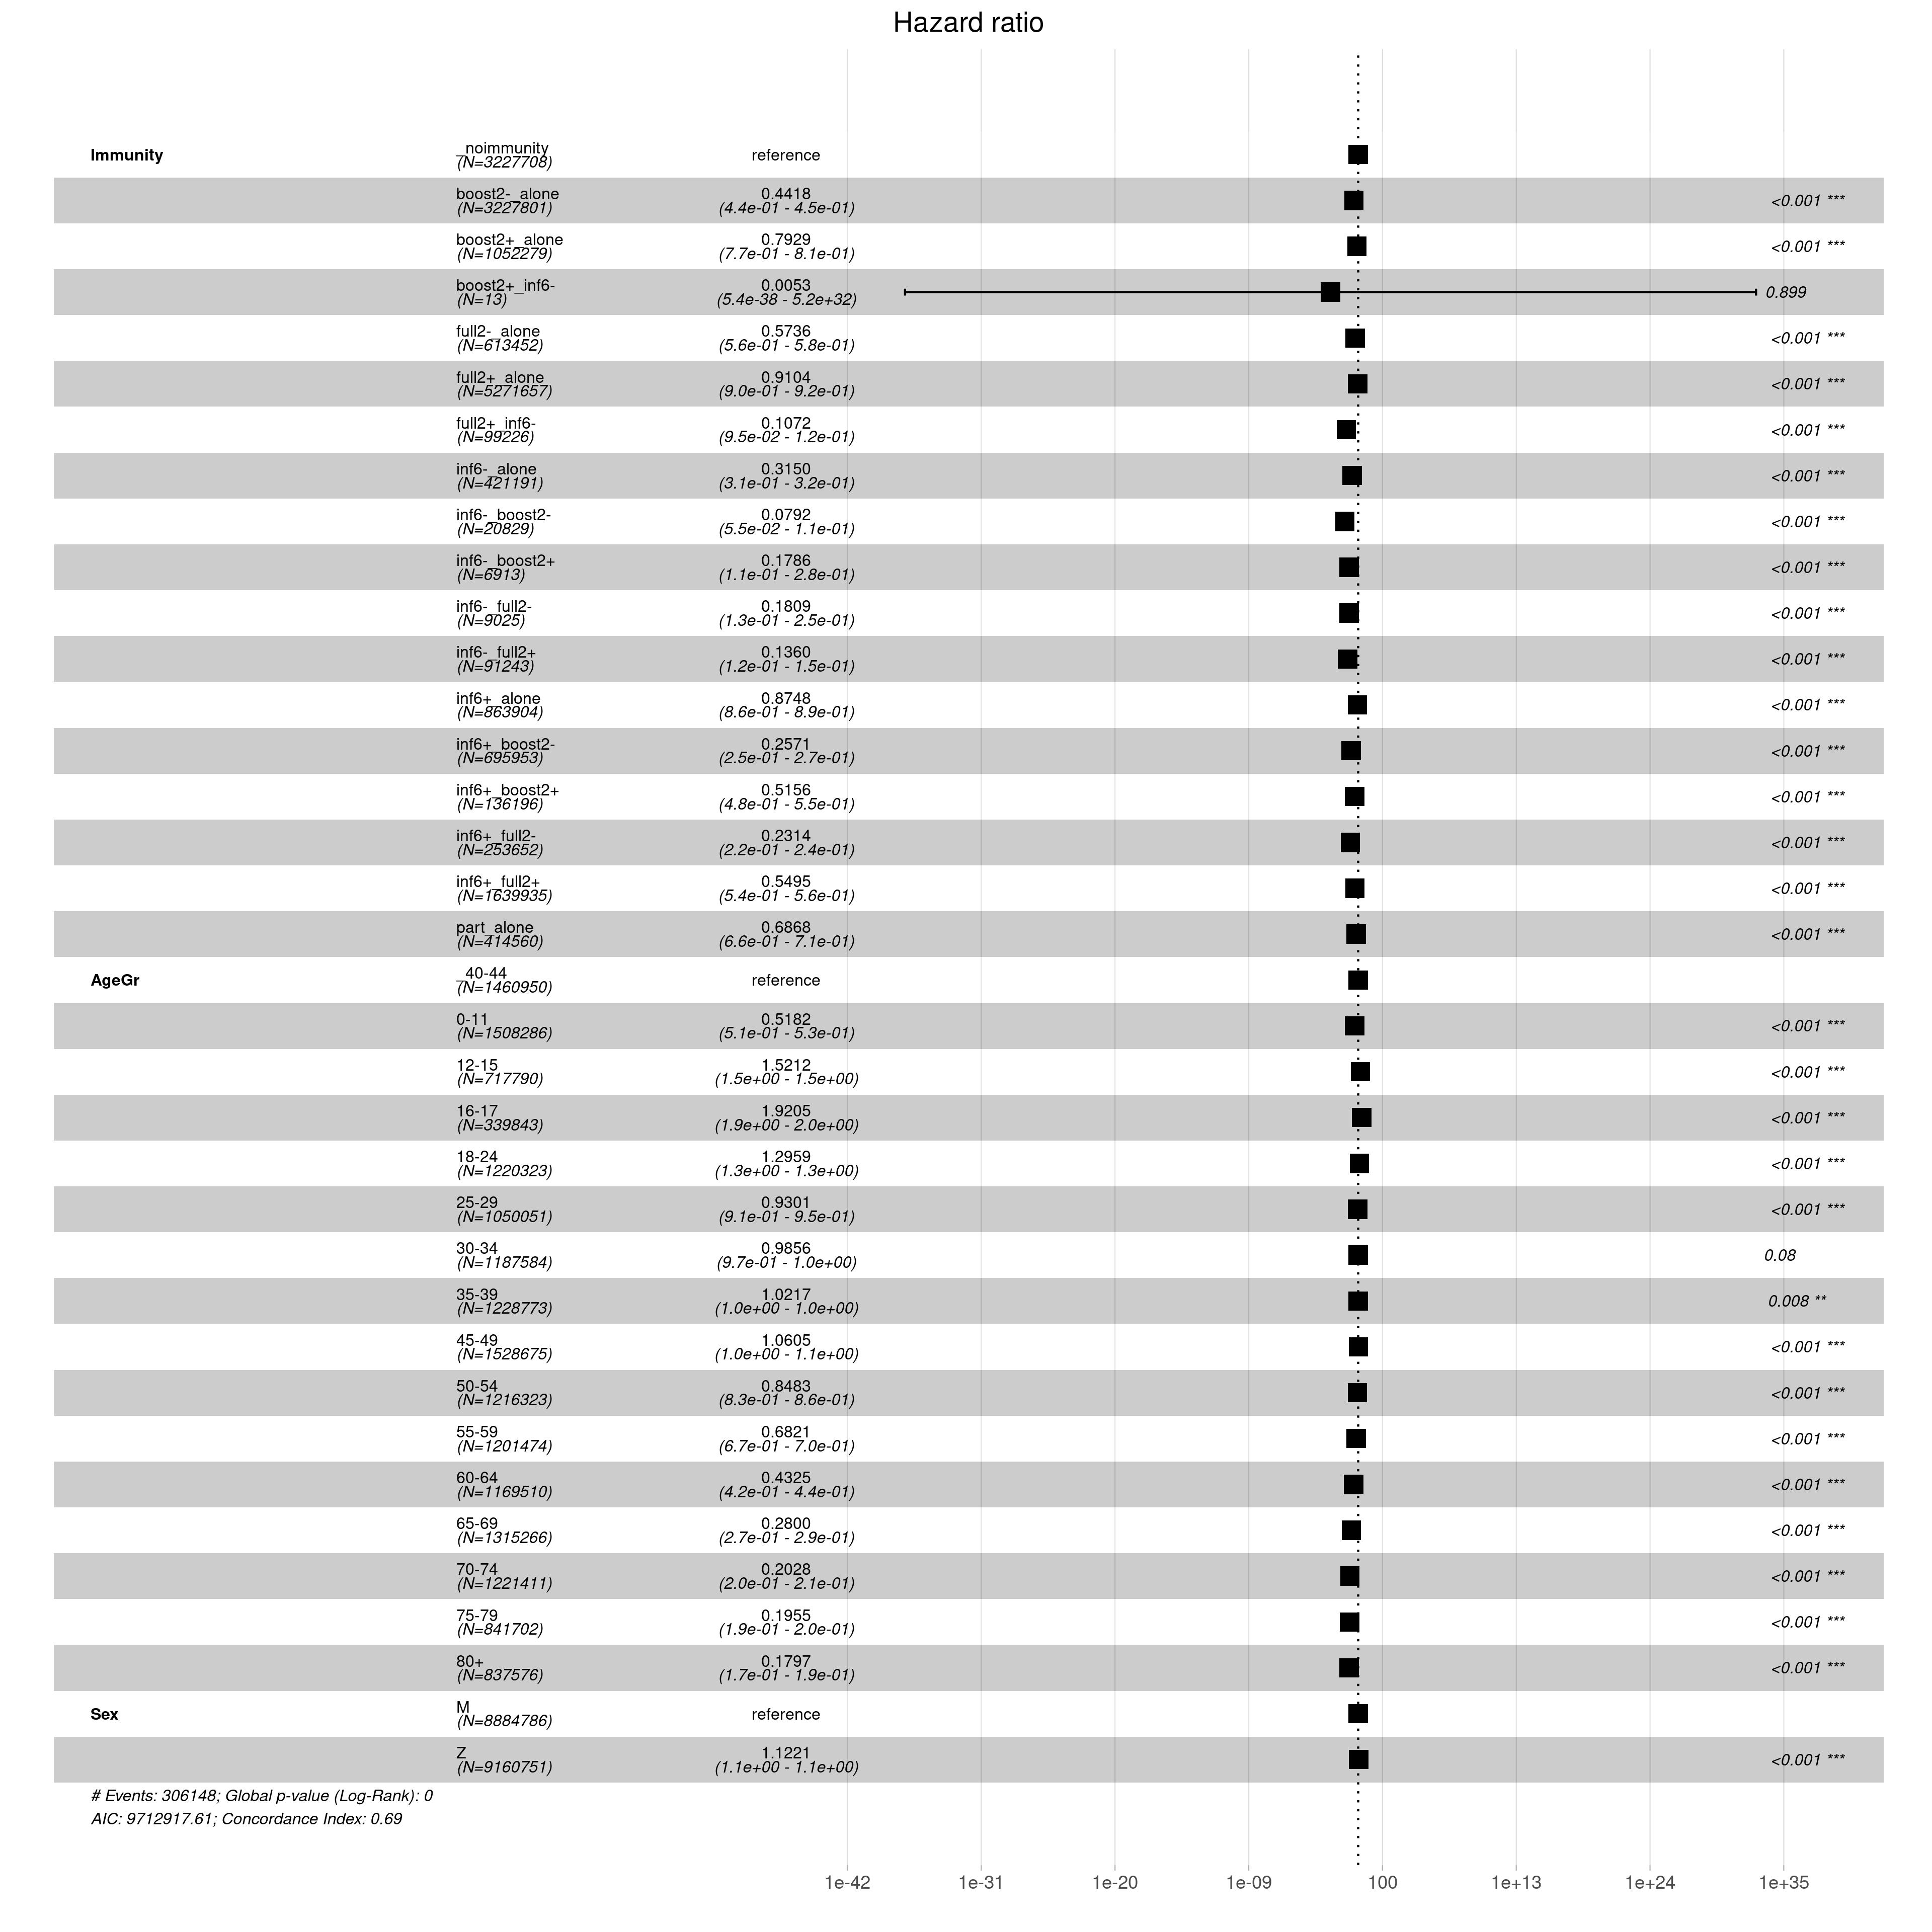 Hazard ratio
Immunity _noimmunity reference
(N=3227708)
boost2-_alone 0.4418
(N=3227801) (4.4e-01 - 4.5e-01) <0.001 ***
boost2+_alone 0.7929
(N=1052279) (7.7e-01 - 8.1e-01) <0.001 ***
boost2+_inf6- 0.0053
(N=13) (5.4e-38 - 5.2e+32) 0.899
full2-_alone 0.5736
(N=613452) (5.6e-01 - 5.8e-01) <0.001 ***
full2+_alone 0.9104
(N=5271657) (9.0e-01 - 9.2e-01) <0.001 ***
full2+_inf6- 0.1072
(N=99226) (9.5e-02 - 1.2e-01) <0.001 ***
inf6-_alone 0.3150
(N=421191) (3.1e-01 - 3.2e-01) <0.001 ***
inf6-_boost2- 0.0792
(N=20829) (5.5e-02 - 1.1e-01) <0.001 ***
inf6-_boost2+ 0.1786
(N=6913) (1.1e-01 - 2.8e-01) <0.001 ***
inf6-_full2- 0.1809
(N=9025) (1.3e-01 - 2.5e-01) <0.001 ***
inf6-_full2+ 0.1360
(N=91243) (1.2e-01 - 1.5e-01) <0.001 ***
inf6+_alone 0.8748
(N=863904) (8.6e-01 - 8.9e-01) <0.001 ***
inf6+_boost2- 0.2571
(N=695953) (2.5e-01 - 2.7e-01) <0.001 ***
inf6+_boost2+ 0.5156
(N=136196) (4.8e-01 - 5.5e-01) <0.001 ***
inf6+_full2- 0.2314
(N=253652) (2.2e-01 - 2.4e-01) <0.001 ***
inf6+_full2+ 0.5495
(N=1639935) (5.4e-01 - 5.6e-01) <0.001 ***
part_alone 0.6868
(N=414560) (6.6e-01 - 7.1e-01) <0.001 ***
AgeGr _40-44 reference
(N=1460950)
0-11 0.5182
(N=1508286) (5.1e-01 - 5.3e-01) <0.001 ***
12-15 1.5212
(N=717790) (1.5e+00 - 1.5e+00) <0.001 ***
16-17 1.9205
(N=339843) (1.9e+00 - 2.0e+00) <0.001 ***
18-24 1.2959
(N=1220323) (1.3e+00 - 1.3e+00) <0.001 ***
25-29 0.9301
(N=1050051) (9.1e-01 - 9.5e-01) <0.001 ***
30-34 0.9856
(N=1187584) (9.7e-01 - 1.0e+00) 0.08
35-39 1.0217
(N=1228773) (1.0e+00 - 1.0e+00) 0.008 **
45-49 1.0605
(N=1528675) (1.0e+00 - 1.1e+00) <0.001 ***
50-54 0.8483
(N=1216323) (8.3e-01 - 8.6e-01) <0.001 ***
55-59 0.6821
(N=1201474) (6.7e-01 - 7.0e-01) <0.001 ***
60-64 0.4325
(N=1169510) (4.2e-01 - 4.4e-01) <0.001 ***
65-69 0.2800
(N=1315266) (2.7e-01 - 2.9e-01) <0.001 ***
70-74 0.2028
(N=1221411) (2.0e-01 - 2.1e-01) <0.001 ***
75-79 0.1955
(N=841702) (1.9e-01 - 2.0e-01) <0.001 ***
80+ 0.1797
(N=837576) (1.7e-01 - 1.9e-01) <0.001 ***
Sex M reference
(N=8884786)
Z 1.1221
(N=9160751) (1.1e+00 - 1.1e+00) <0.001 ***
# Events: 306148; Global p-value (Log-Rank): 0
AIC: 9712917.61; Concordance Index: 0.69
1e-42 1e-31 1e-20 1e-09 100 1e+13 1e+24 1e+35